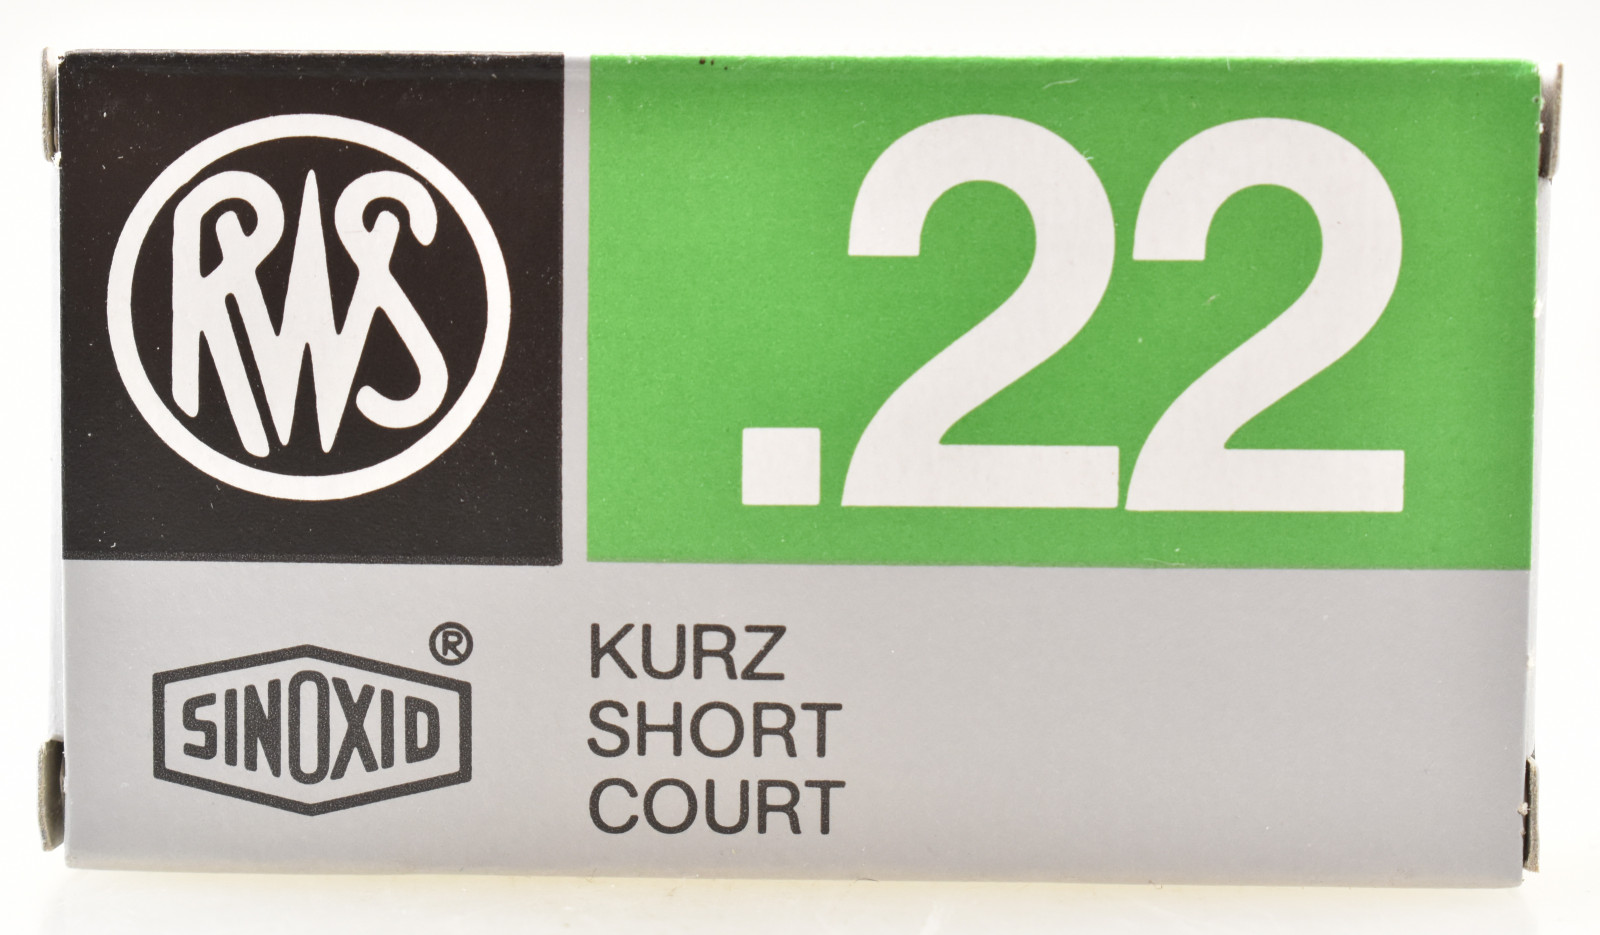 RWS
.22
SINOXID®
KURZ
SHORT
COURT